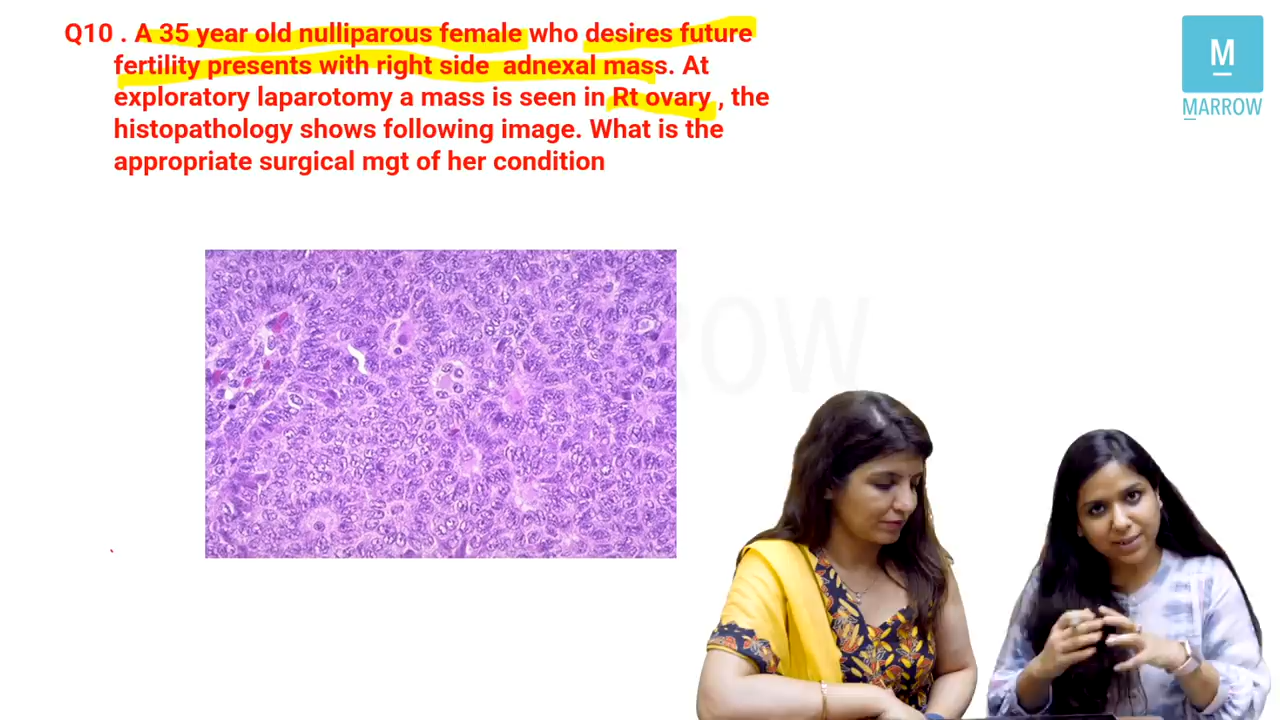 Q10 . A 35 year old nulliparous female who desires future
fertility presents with right side adnexal mass. At
exploratory laparotomy a mass is seen in Rt ovary , the
histopathology shows following image. What is the
appropriate surgical mgt of her condition
M
MARROW
ROW